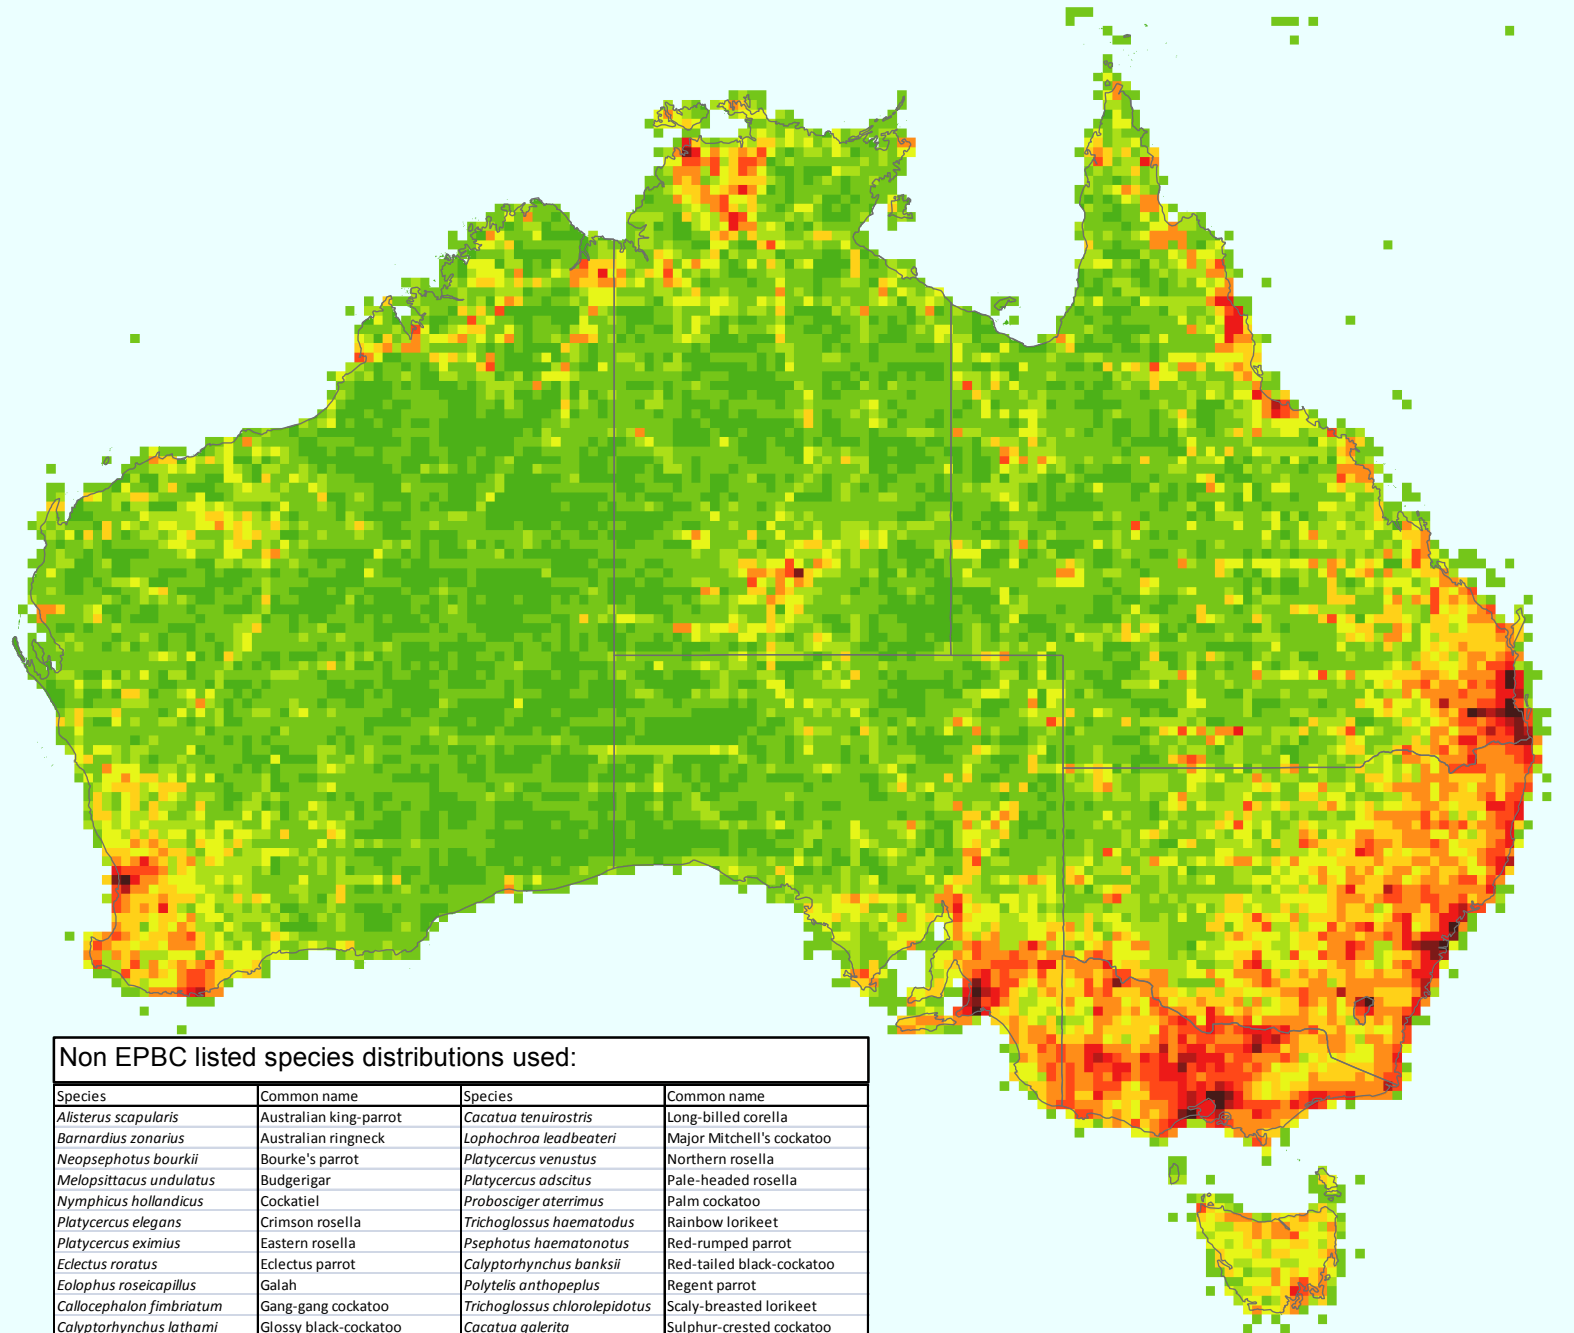 Non EPBC listed species distributions used:
Species Common name Species Common name
Alisterus scapularis Australian king-parrot Cacatua tenuirostris Long-billed corella
Barnardius zonarius Australian ringneck Lophochroa leadbeateri Major Mitchell's cockatoo
Neopsephotus bourkii Bourke's parrot Platycercus venustus Northern rosella
Melopsittacus undulatus Budgerigar Platycercus adscitus Pale-headed rosella
Nymphicus hollandicus Cockatiel Probosciger aterrimus Palm cockatoo
Platycercus elegans Crimson rosella Trichoglossus haematodus Rainbow lorikeet
Platycercus eximius Eastern rosella Psephotus haematonotus Red-rumped parrot
Eclectus roratus Eclectus parrot Calyptorhynchus banksii Red-tailed black-cockatoo
Eolophus roseicapillus Galah Polytelis anthopeplus Regent parrot
Callocephalon fimbriatum Gang-gang cockatoo Trichoglossus chlorolepidotus Scaly-breasted lorikeet
Calyptorhynchus lathami Glossy black-cockatoo Cacatua galerita Sulphur-crested cockatoo